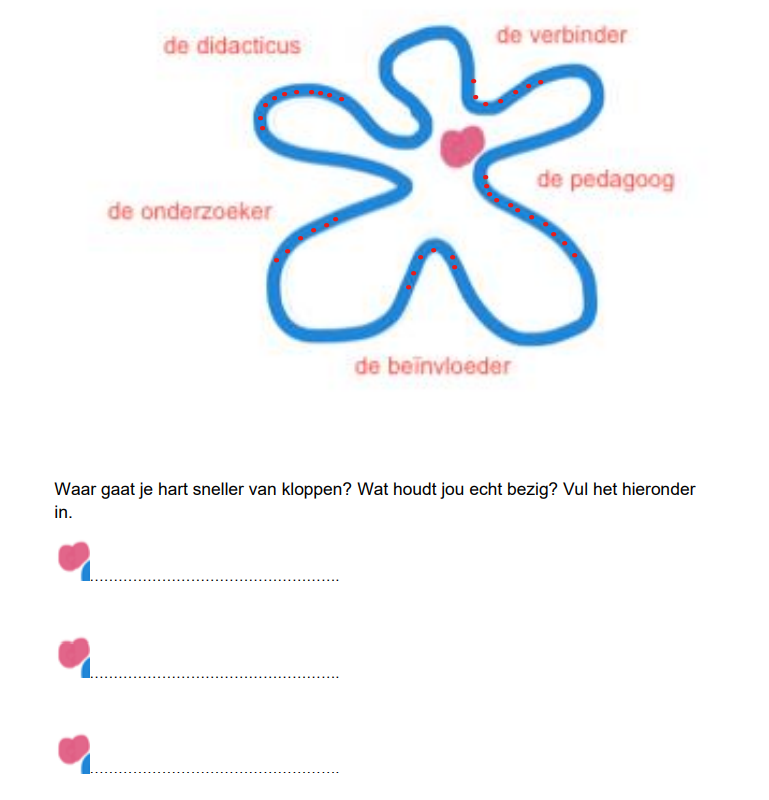 de verbinder
de didacticus
de pedagoog
de onderzoeker
de beïnvloeder
Waar gaat je hart sneller van kloppen? Wat houdt jou echt bezig? Vul het hieronder
in.
……………………………………………….
……………………………………………….
……………………………………………….